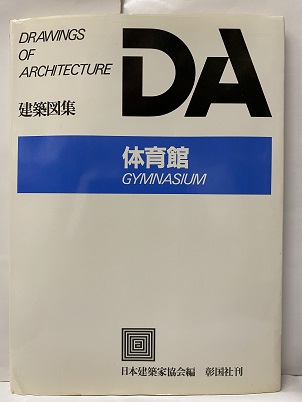 DRAWINGS
OF
ARCHITECTURE
DA
建築図集
体育館
GYMNASIUM
日本建築家協会編 彰国社刊